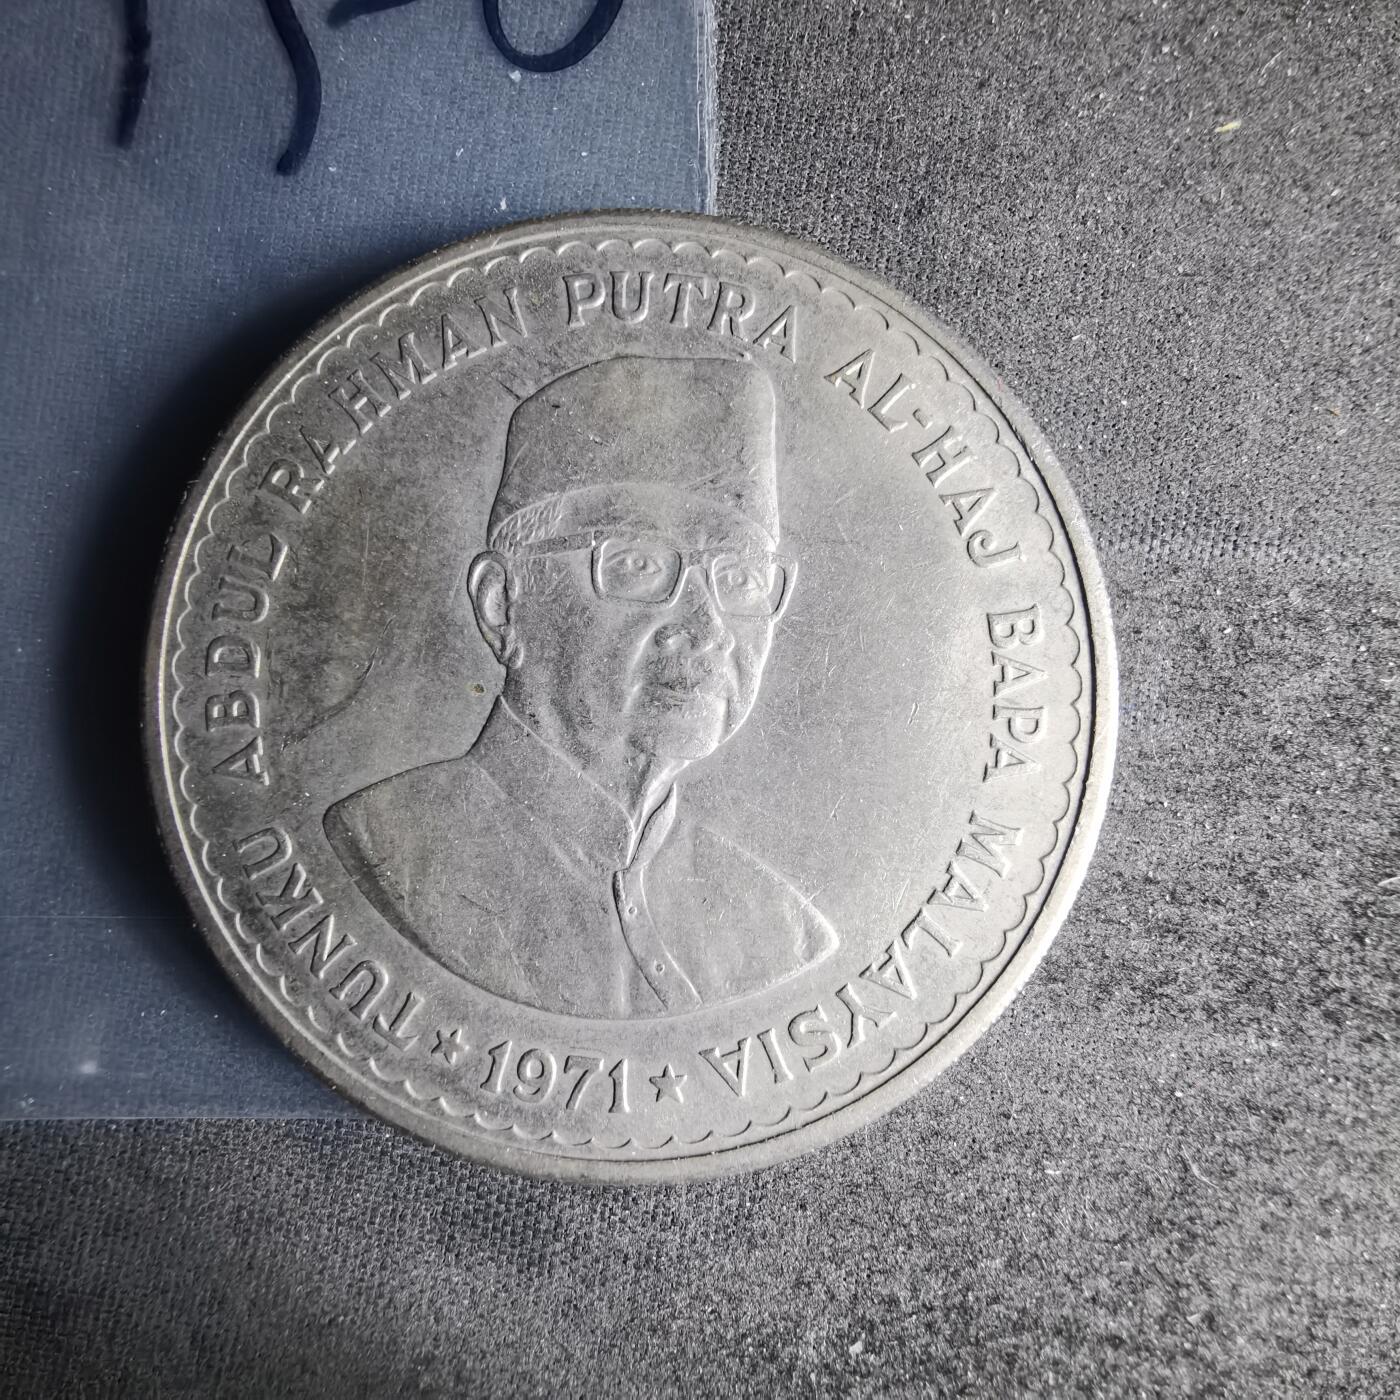 TUNKU ABDUL RAHMAN PUTRA AL-HAJ BAPA MALAYSIA
★ 1971 ★